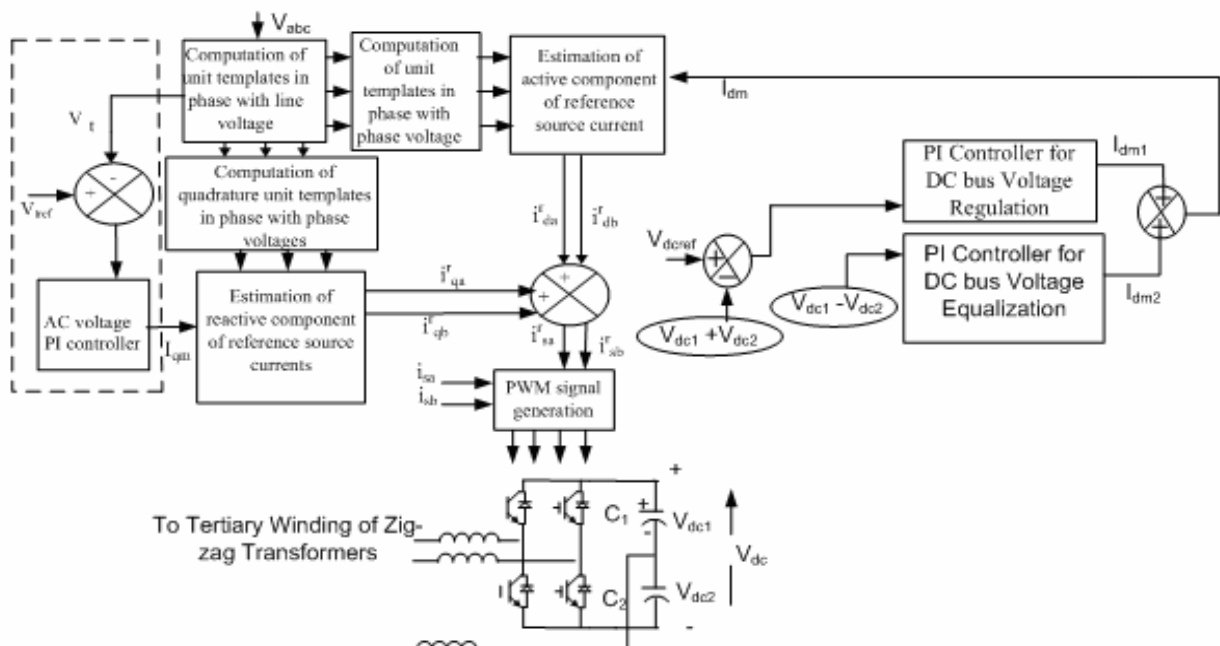 V_abc
Computation of
unit templates in
phase with line
voltage
Computation
of unit
templates in
phase with
phase voltage
Estimation of
active component
of reference
source current
I_dm
V_t
+
-
V_tref
Computation of
quadrature unit templates
in phase with phase
voltages
i^r_da
i^r_db
PI Controller for
DC bus Voltage
Regulation
I_dm1
+
+
V_dcref
+
-
V_dc1 + V_dc2
V_dc1 - V_dc2
PI Controller for
DC bus Voltage
Equalization
I_dm2
AC voltage
PI controller
I_qm
Estimation of
reactive component
of reference source
currents
i^r_qa
i^r_qb
+
+
i^r_sa
i^r_sb
i_sa
i_sb
PWM signal
generation
To Tertiary Winding of Zig-
zag Transformers
+
C_1
+
-
V_dc1
V_dc
C_2
V_dc2
-